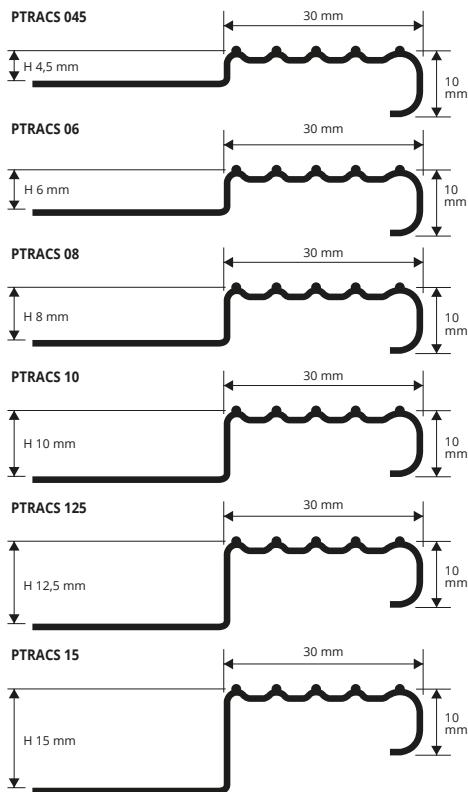 PTRACS 045
30 mm
H 4,5 mm
10
mm
PTRACS 06
30 mm
H 6 mm
10
mm
PTRACS 08
30 mm
H 8 mm
10
mm
PTRACS 10
30 mm
H 10 mm
10
mm
PTRACS 125
30 mm
H 12,5 mm
10
mm
PTRACS 15
30 mm
H 15 mm
10
mm